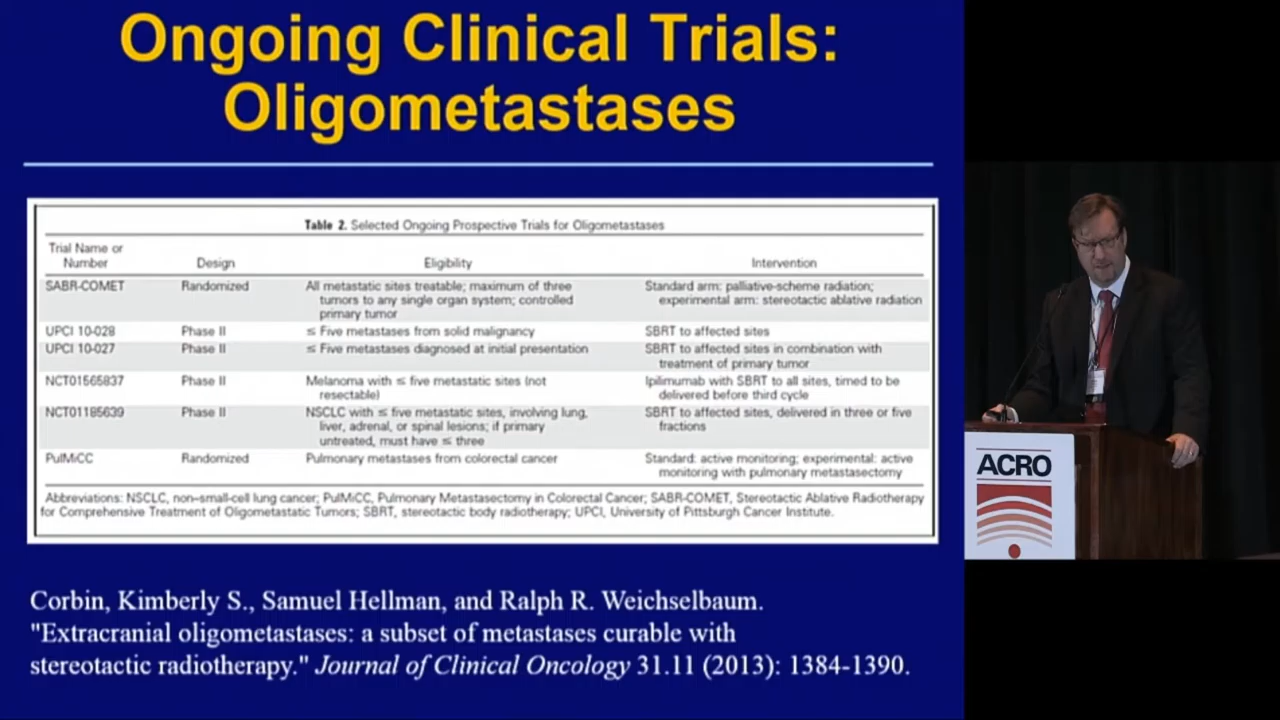 Ongoing Clinical Trials:
Oligometastases
Table 2. Selected Ongoing Prospective Trials for Oligometastases
Trial Name or
Number Design Eligibility Intervention
SABR-COMET Randomized All metastatic sites treatable; maximum of three Standard arm: palliative-scheme radiation;
tumors to any single organ system; controlled experimental arm: stereotactic ablative radiation
primary tumor
UPCI 10-028 Phase II ≤ Five metastases from solid malignancy SBRT to affected sites
UPCI 10-027 Phase II ≤ Five metastases diagnosed at initial presentation SBRT to affected sites in combination with
treatment of primary tumor
NCT01565837 Phase II Melanoma with ≤ five metastatic sites (not Ipilimumab with SBRT to all sites, timed to be
resectable) delivered before third cycle
NCT01185639 Phase II NSCLC with ≤ five metastatic sites, involving lung, SBRT to affected sites, delivered in three or five
liver, adrenal, or spinal lesions; if primary fractions
untreated, must have ≤ three
PulMiCC Randomized Pulmonary metastases from colorectal cancer Standard: active monitoring; experimental: active
monitoring with pulmonary metastasectomy
Abbreviations: NSCLC, non–small-cell lung cancer; PulMiCC, Pulmonary Metastasectomy in Colorectal Cancer; SABR-COMET, Stereotactic Ablative Radiotherapy
for Comprehensive Treatment of Oligometastatic Tumors; SBRT, stereotactic body radiotherapy; UPCI, University of Pittsburgh Cancer Institute.
Corbin, Kimberly S., Samuel Hellman, and Ralph R. Weichselbaum.
"Extracranial oligometastases: a subset of metastases curable with
stereotactic radiotherapy." Journal of Clinical Oncology 31.11 (2013): 1384-1390.
ACRO